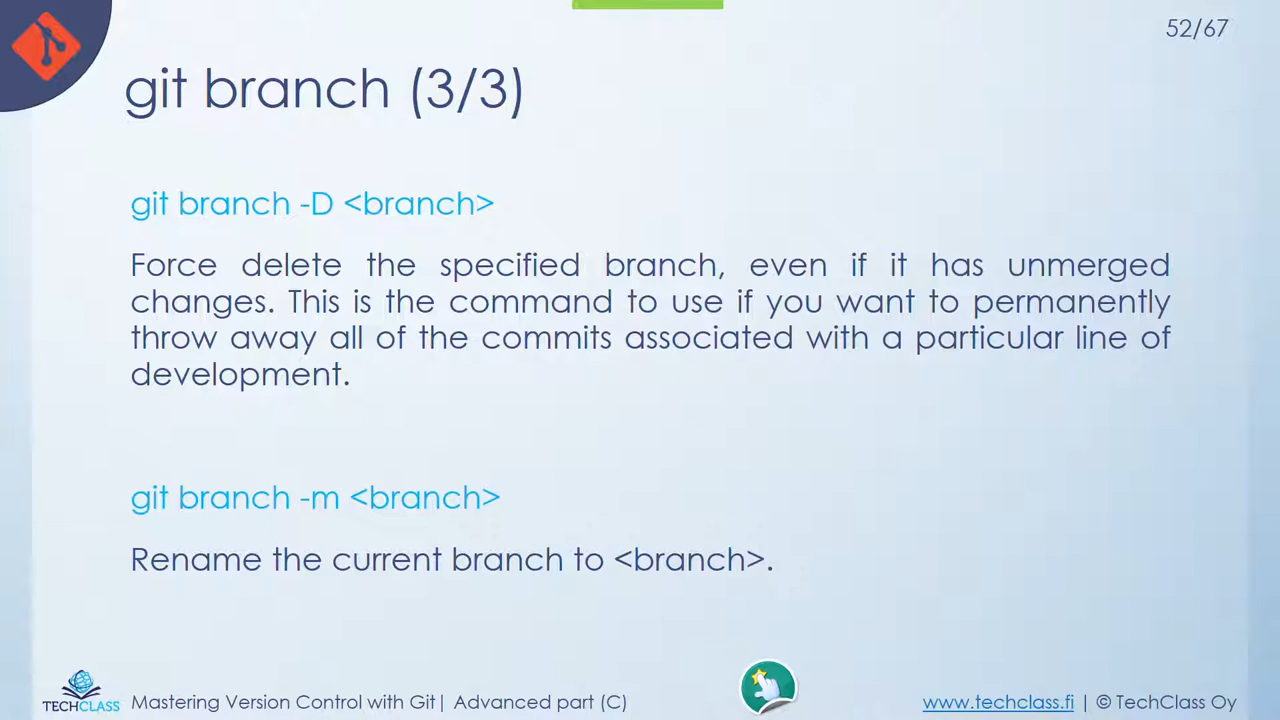 52/67
git branch (3/3)
git branch -D <branch>
Force delete the specified branch, even if it has unmerged
changes. This is the command to use if you want to permanently
throw away all of the commits associated with a particular line of
development.
git branch -m <branch>
Rename the current branch to <branch>.
TECHCLASS
Mastering Version Control with Git| Advanced part (C)
www.techclass.fi | © TechClass Oy